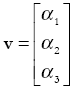 v = [α₁
α₂
α₃]